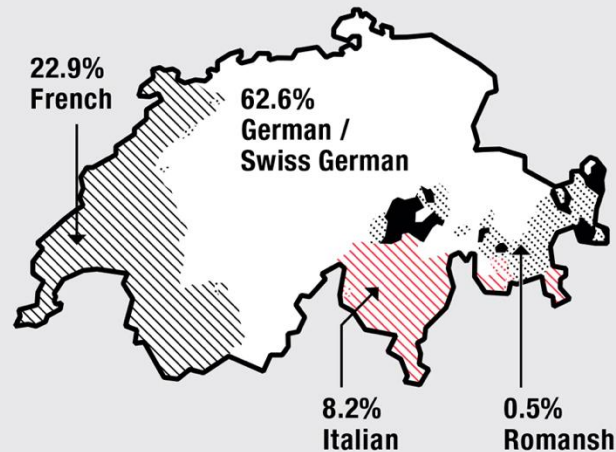 22.9%
French
62.6%
German /
Swiss German
8.2%
Italian
0.5%
Romansh